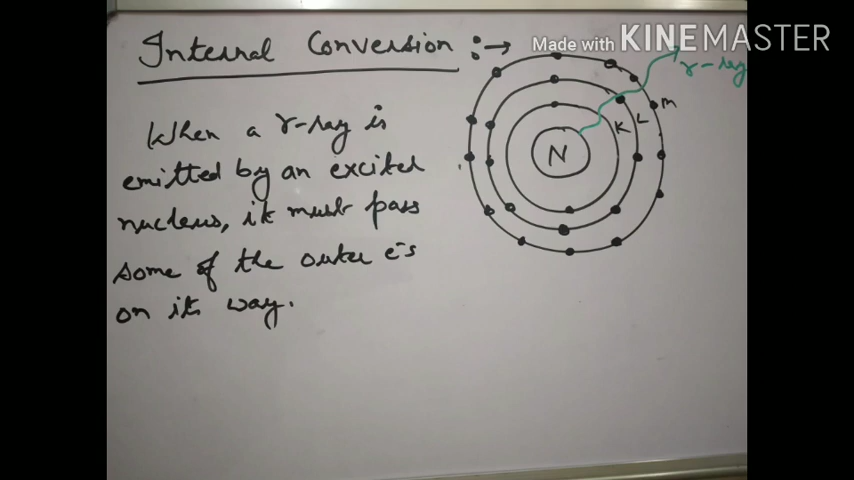 Internal Conversion :→
Made with KINEMASTER
γ-ray
When a γ-ray is
emitted by an excited
nucleus, it must pass
some of the outer e⁻s
on its way.
N
K
L
M